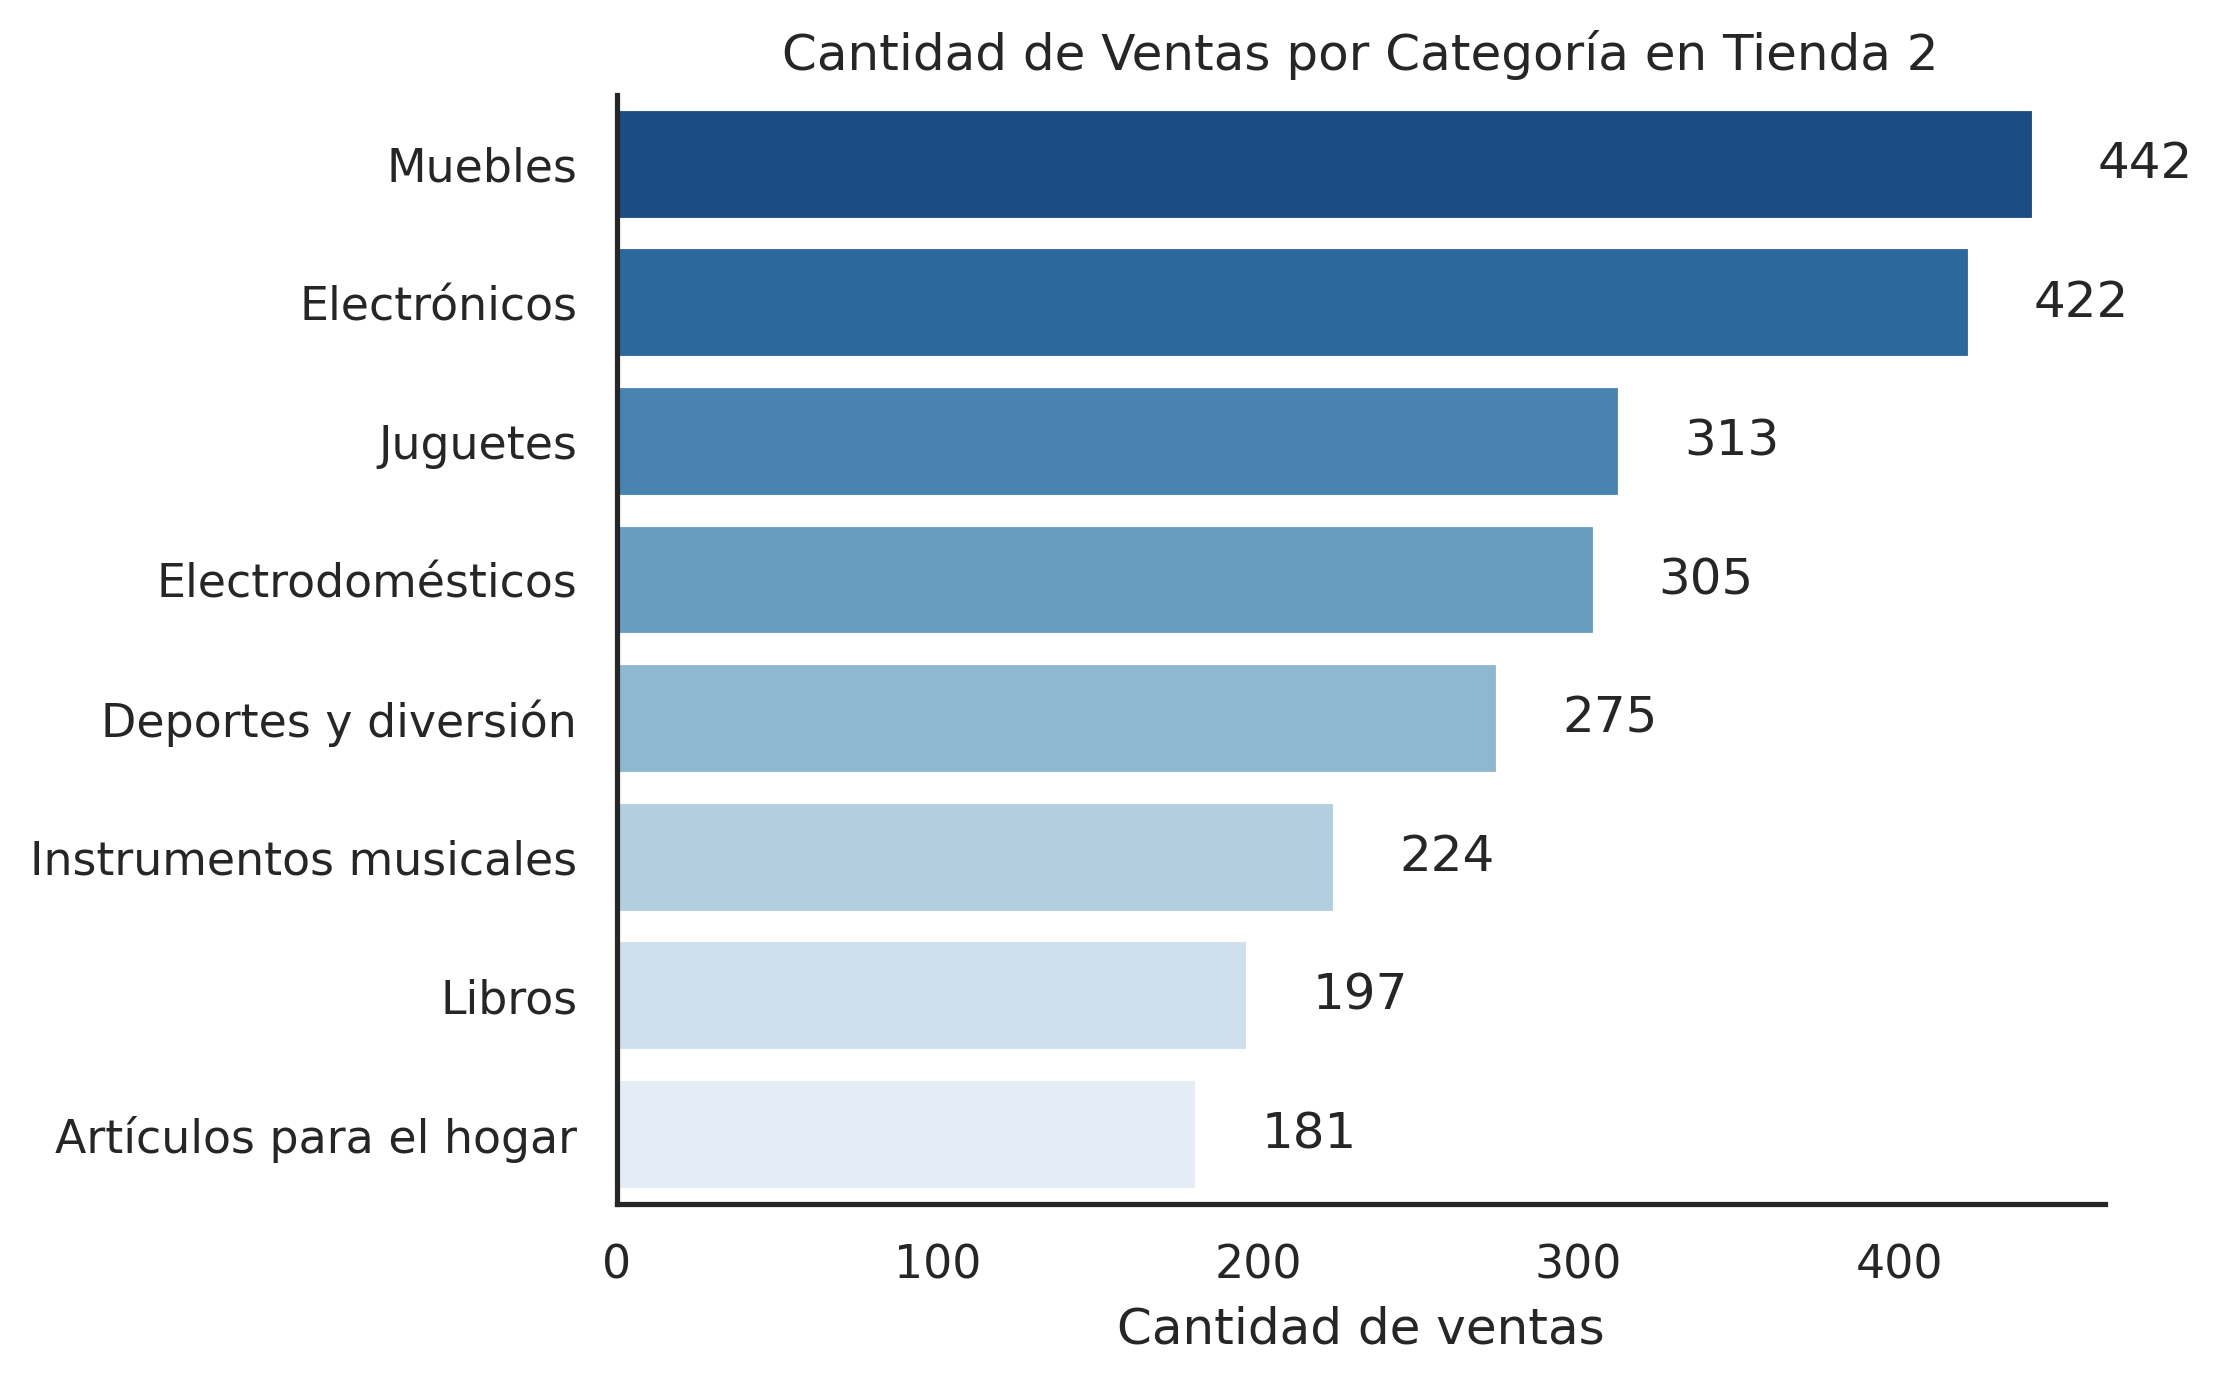 Cantidad de Ventas por Categoría en Tienda 2
Muebles 442
Electrónicos 422
Juguetes 313
Electrodomésticos 305
Deportes y diversión 275
Instrumentos musicales 224
Libros 197
Artículos para el hogar 181
0 100 200 300 400
Cantidad de ventas